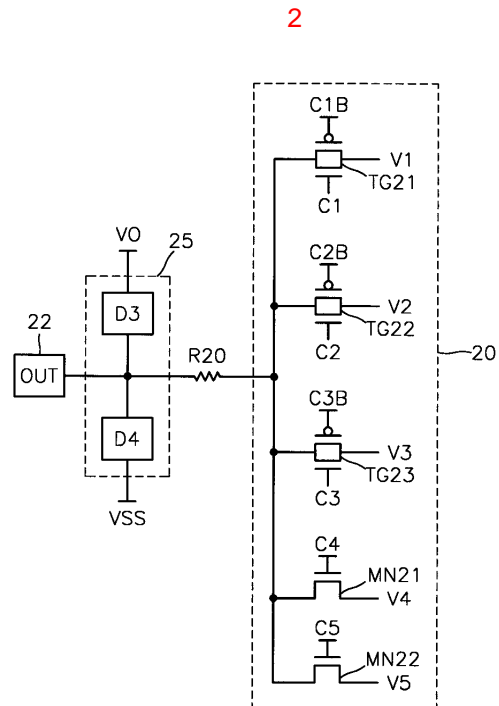 2
C1B
V1
TG21
C1
VO
25
C2B
V2
TG22
C2
22
D3
OUT
R20
20
D4
C3B
V3
TG23
C3
VSS
C4
MN21
V4
C5
MN22
V5